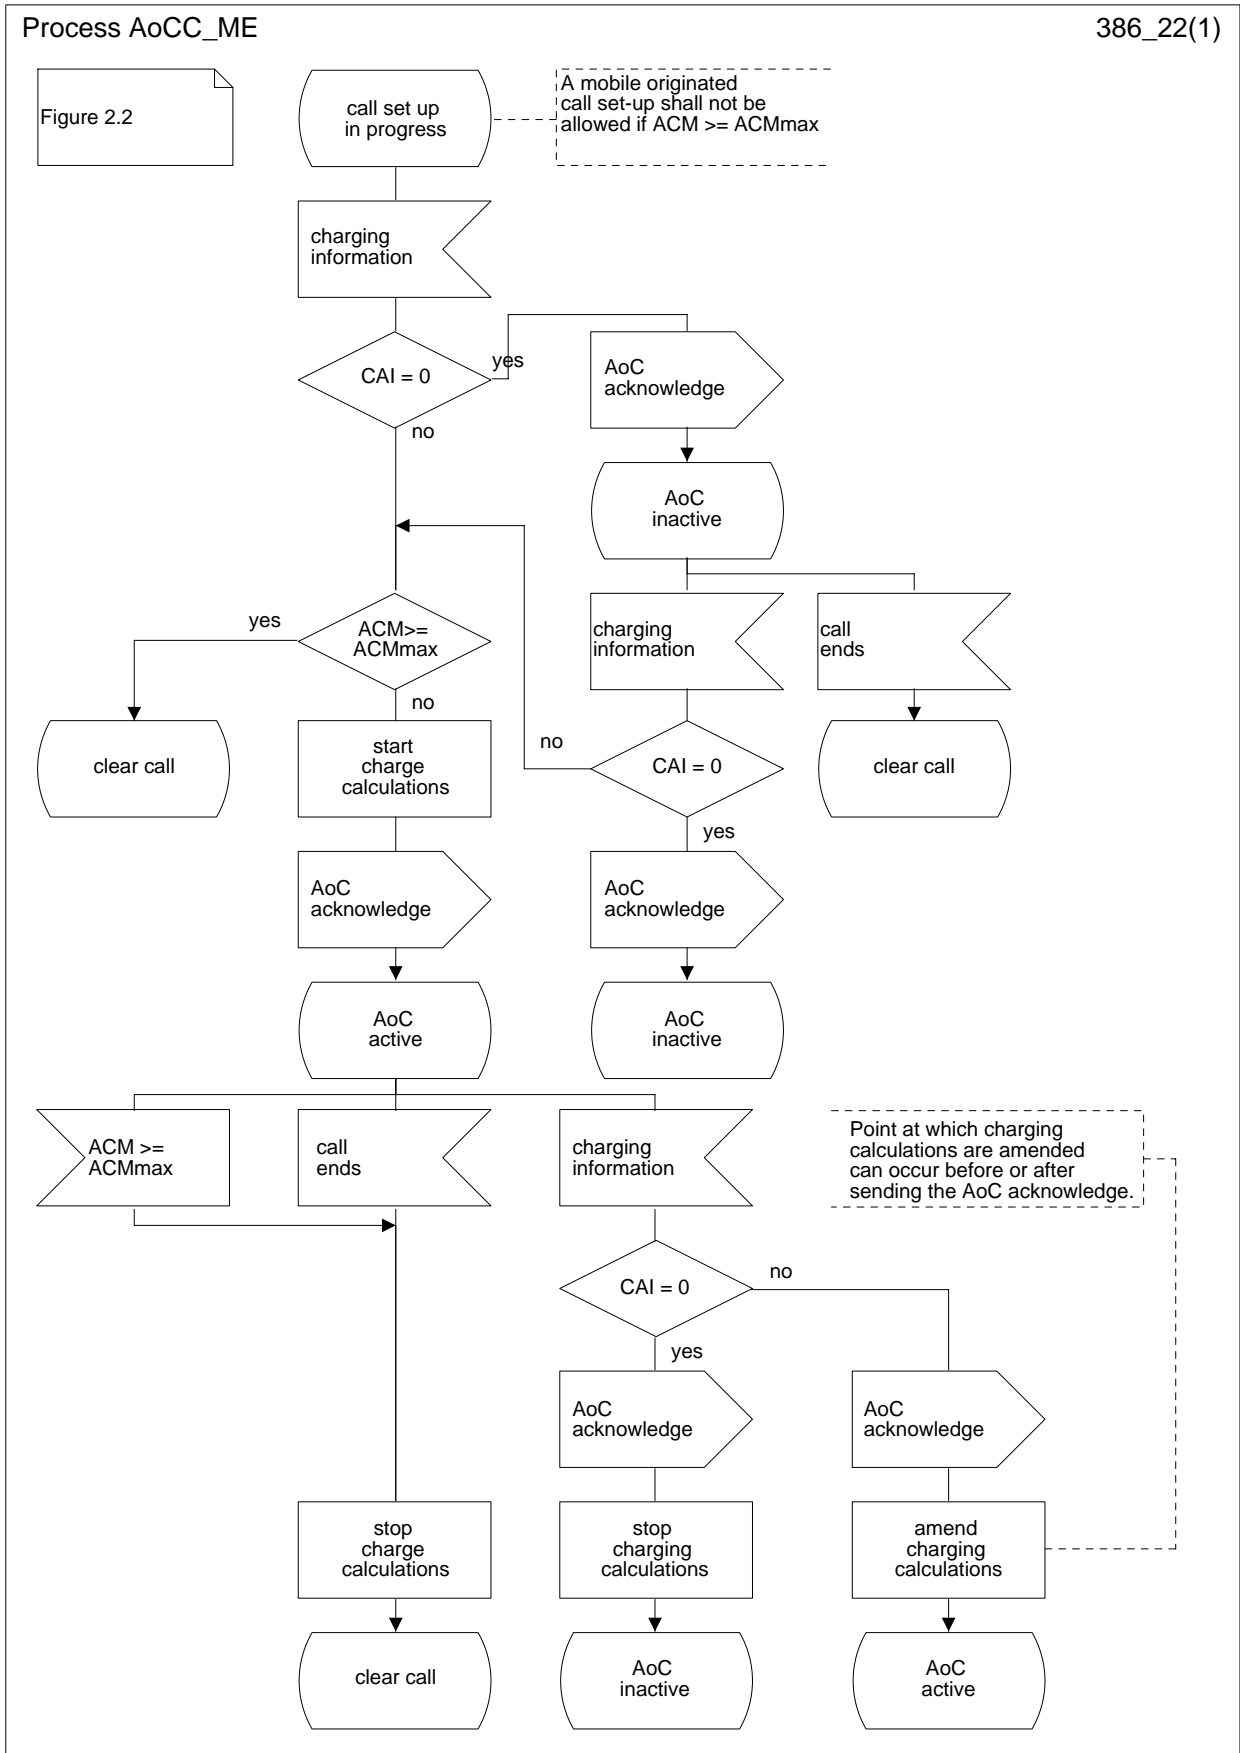 Process AoCC_ME
386_22(1)
Figure 2.2
call set up
in progress
A mobile originated
call set-up shall not be
allowed if ACM >= ACMmax
charging
information
CAI = 0
yes
no
AoC
acknowledge
AoC
inactive
yes
ACM>=
ACMmax
no
charging
information
call
ends
clear call
start
charge
calculations
no
CAI = 0
yes
clear call
AoC
acknowledge
AoC
acknowledge
AoC
active
AoC
inactive
ACM >=
ACMmax
call
ends
charging
information
Point at which charging
calculations are amended
can occur before or after
sending the AoC acknowledge.
CAI = 0
no
yes
AoC
acknowledge
AoC
acknowledge
stop
charge
calculations
stop
charging
calculations
amend
charging
calculations
clear call
AoC
inactive
AoC
active